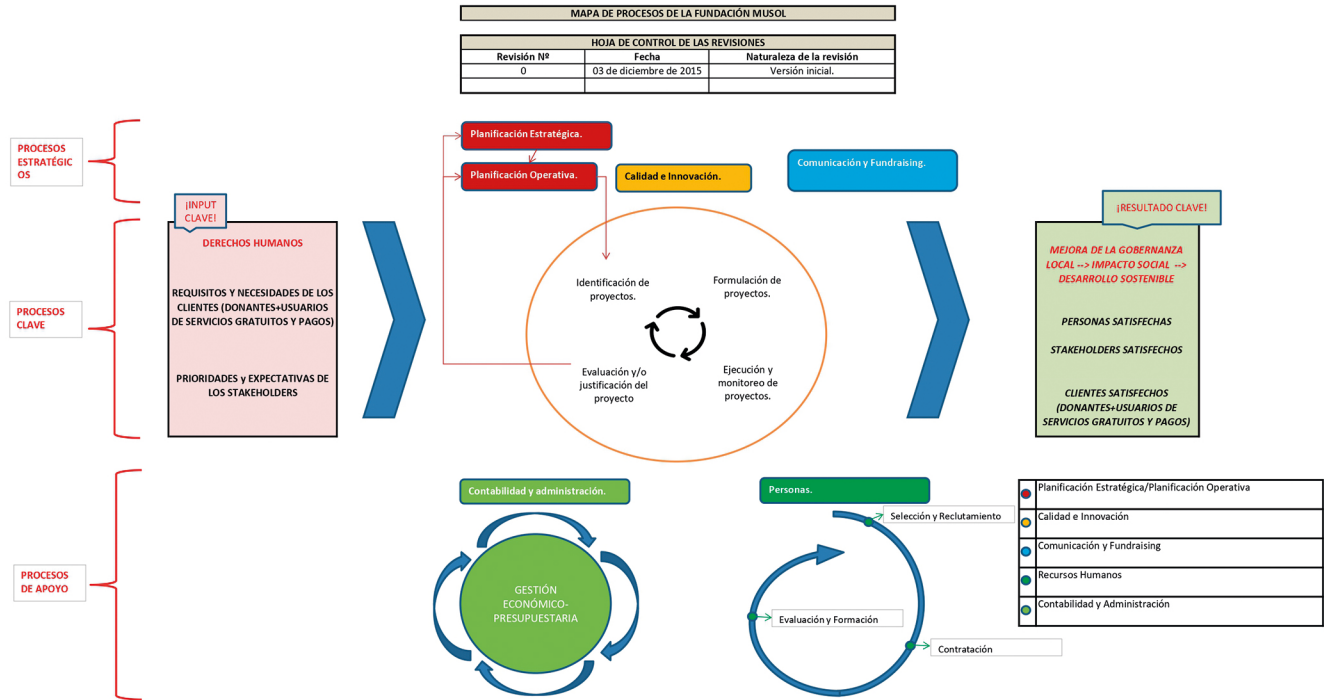 MAPA DE PROCESOS DE LA FUNDACIÓN MUSOL
HOJA DE CONTROL DE LAS REVISIONES
Revisión Nº Fecha Naturaleza de la revisión
0 03 de diciembre de 2015 Versión inicial.
PROCESOS
ESTRATÉGIC
OS
Planificación Estratégica.
Planificación Operativa.
Calidad e Innovación.
Comunicación y Fundraising.
PROCESOS
CLAVE
¡INPUT
CLAVE!
DERECHOS HUMANOS
REQUISITOS Y NECESIDADES DE LOS
CLIENTES (DONANTES+USUARIOS
DE SERVICIOS GRATUITOS Y PAGOS)
PRIORIDADES y EXPECTATIVAS DE
LOS STAKEHOLDERS
Identificación de
proyectos.
Formulación de
proyectos.
Evaluación y/o
justificación del
proyecto
Ejecución y
monitoreo de
proyectos.
¡RESULTADO CLAVE!
MEJORA DE LA GOBERNANZA
LOCAL --> IMPACTO SOCIAL -->
DESARROLLO SOSTENIBLE
PERSONAS SATISFECHAS
STAKEHOLDERS SATISFECHOS
CLIENTES SATISFECHOS
(DONANTES+USUARIOS DE
SERVICIOS GRATUITOS Y PAGOS)
PROCESOS
DE APOYO
Contabilidad y administración.
GESTIÓN
ECONÓMICO-
PRESUPUESTARIA
Personas.
Selección y Reclutamiento
Evaluación y Formación
Contratación
Planificación Estratégica/Planificación Operativa
Calidad e Innovación
Comunicación y Fundraising
Recursos Humanos
Contabilidad y Administración